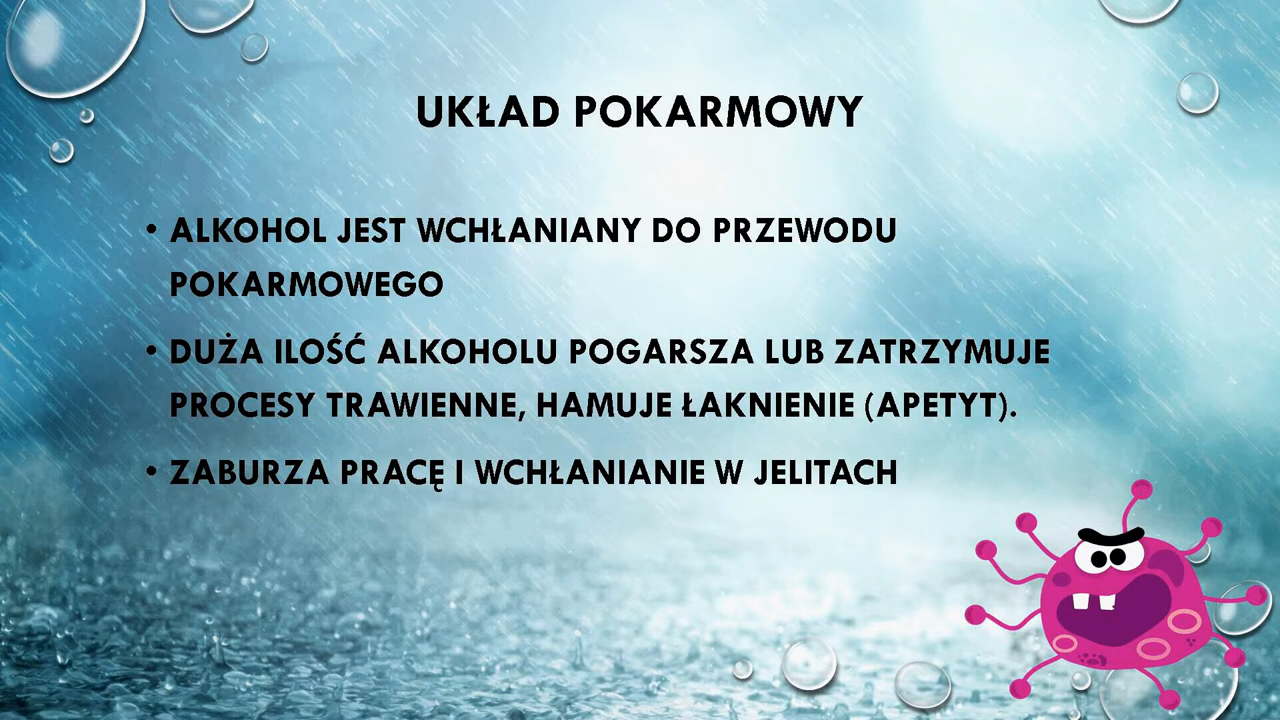 UKŁAD POKARMOWY
• ALKOHOL JEST WCHŁANIANY DO PRZEWODU
POKARMOWEGO
• DUŻA ILOŚĆ ALKOHOLU POGARSZA LUB ZATRZYMUJE
PROCESY TRAWIENNE, HAMUJE ŁAKNIENIE (APETYT).
• ZABURZA PRACĘ I WCHŁANIANIE W JELITACH